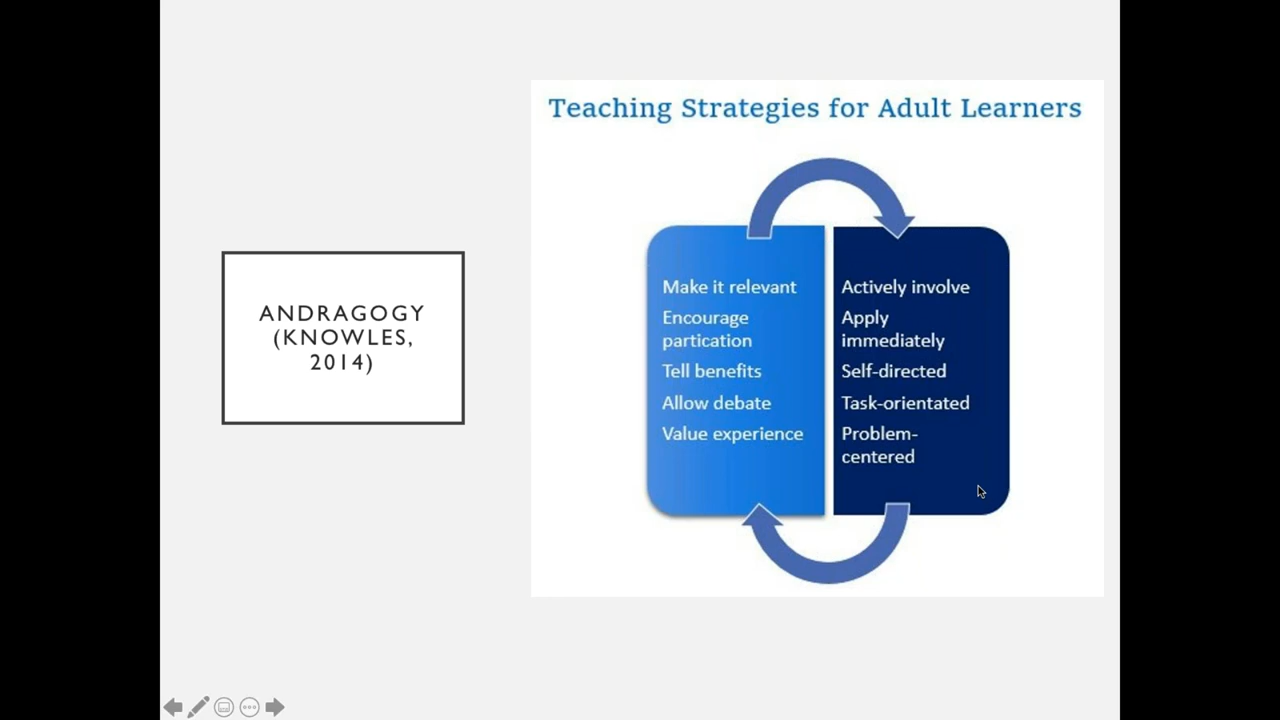 ANDRAGOGY
(KNOWLES,
2014)
Teaching Strategies for Adult Learners
Make it relevant
Encourage
partication
Tell benefits
Allow debate
Value experience
Actively involve
Apply
immediately
Self-directed
Task-orientated
Problem-
centered